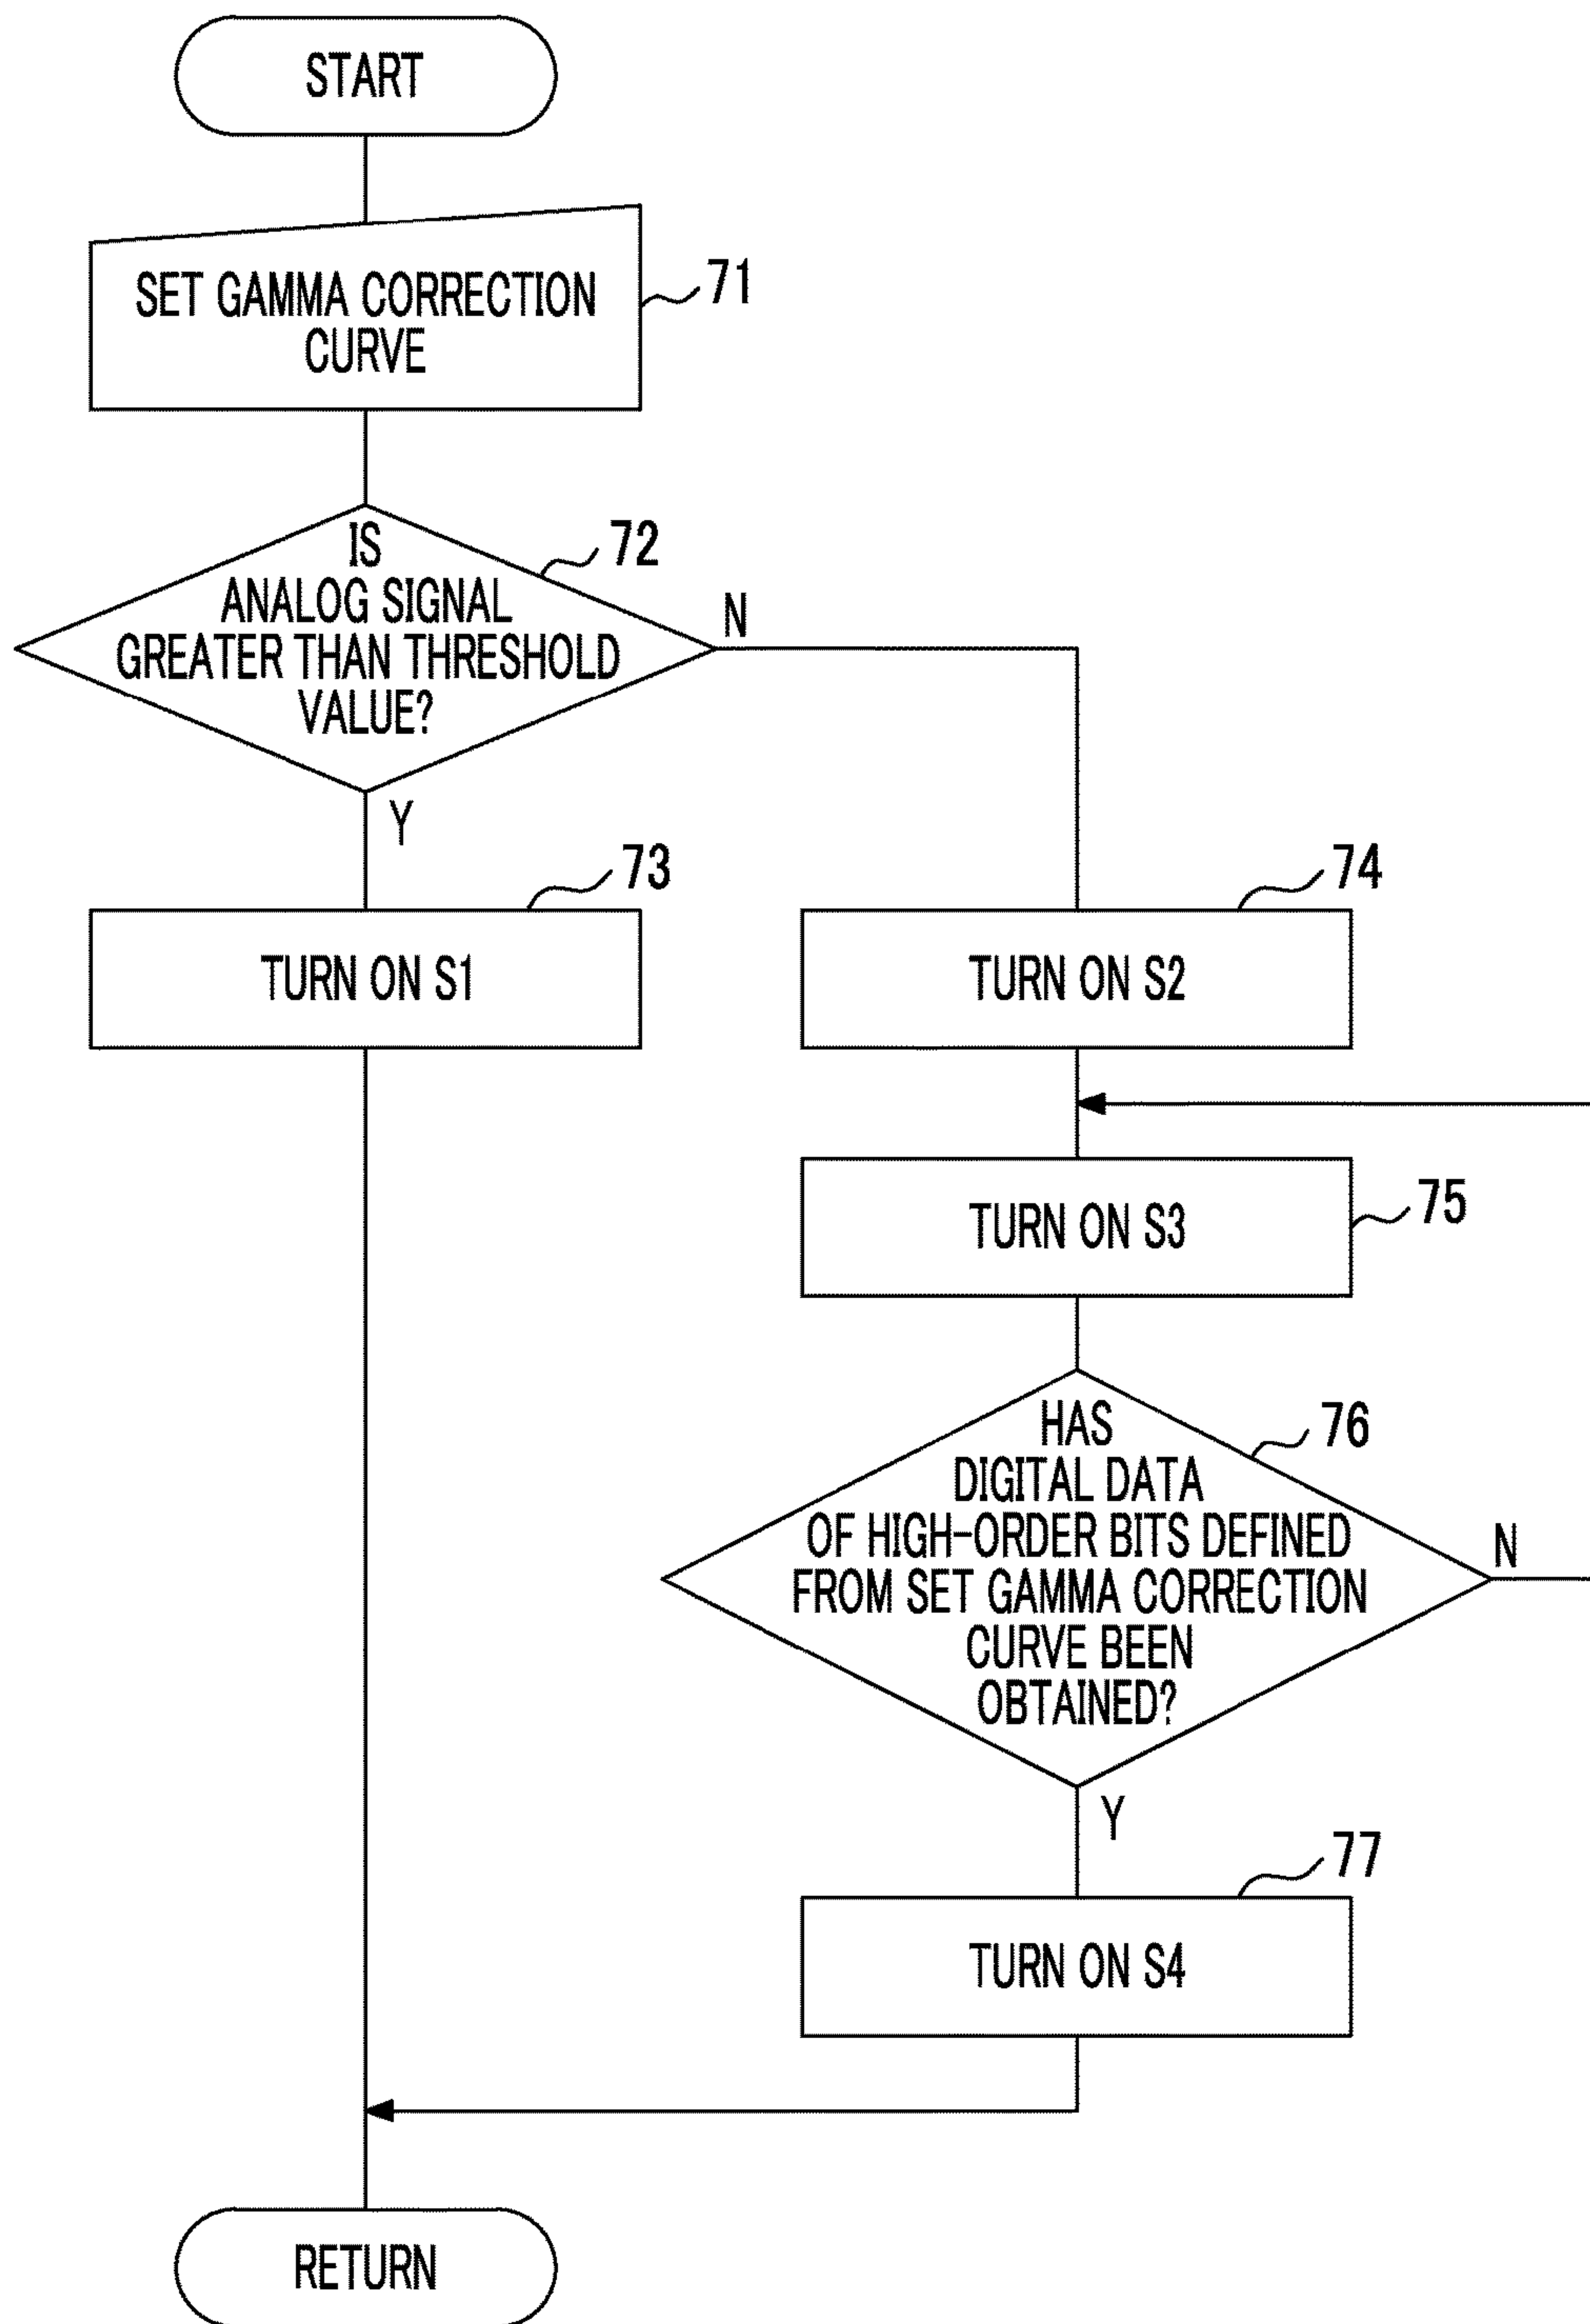 START
SET GAMMA CORRECTION
CURVE
71
IS
ANALOG SIGNAL
GREATER THAN THRESHOLD
VALUE?
72
N
Y
73
TURN ON S1
74
TURN ON S2
TURN ON S3
75
HAS
DIGITAL DATA
OF HIGH-ORDER BITS DEFINED
FROM SET GAMMA CORRECTION
CURVE BEEN
OBTAINED?
76
N
Y
77
TURN ON S4
RETURN